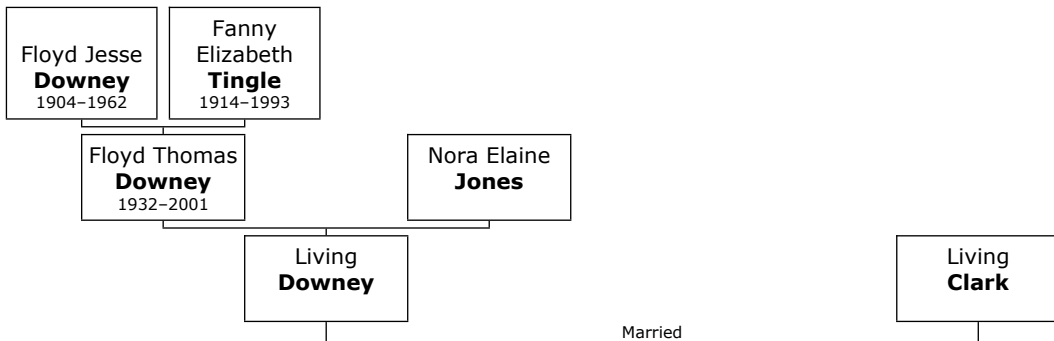 Floyd Jesse
Downey
1904–1962
Fanny
Elizabeth
Tingle
1914–1993
Floyd Thomas
Downey
1932–2001
Nora Elaine
Jones
Living
Downey
Living
Clark
Married